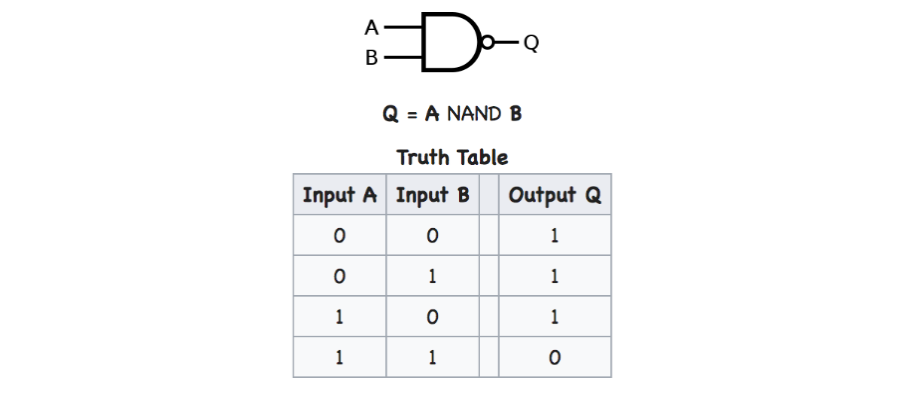 A
B
Q
Q = A NAND B
Truth Table
Input A Input B Output Q
0 0 1
0 1 1
1 0 1
1 1 0